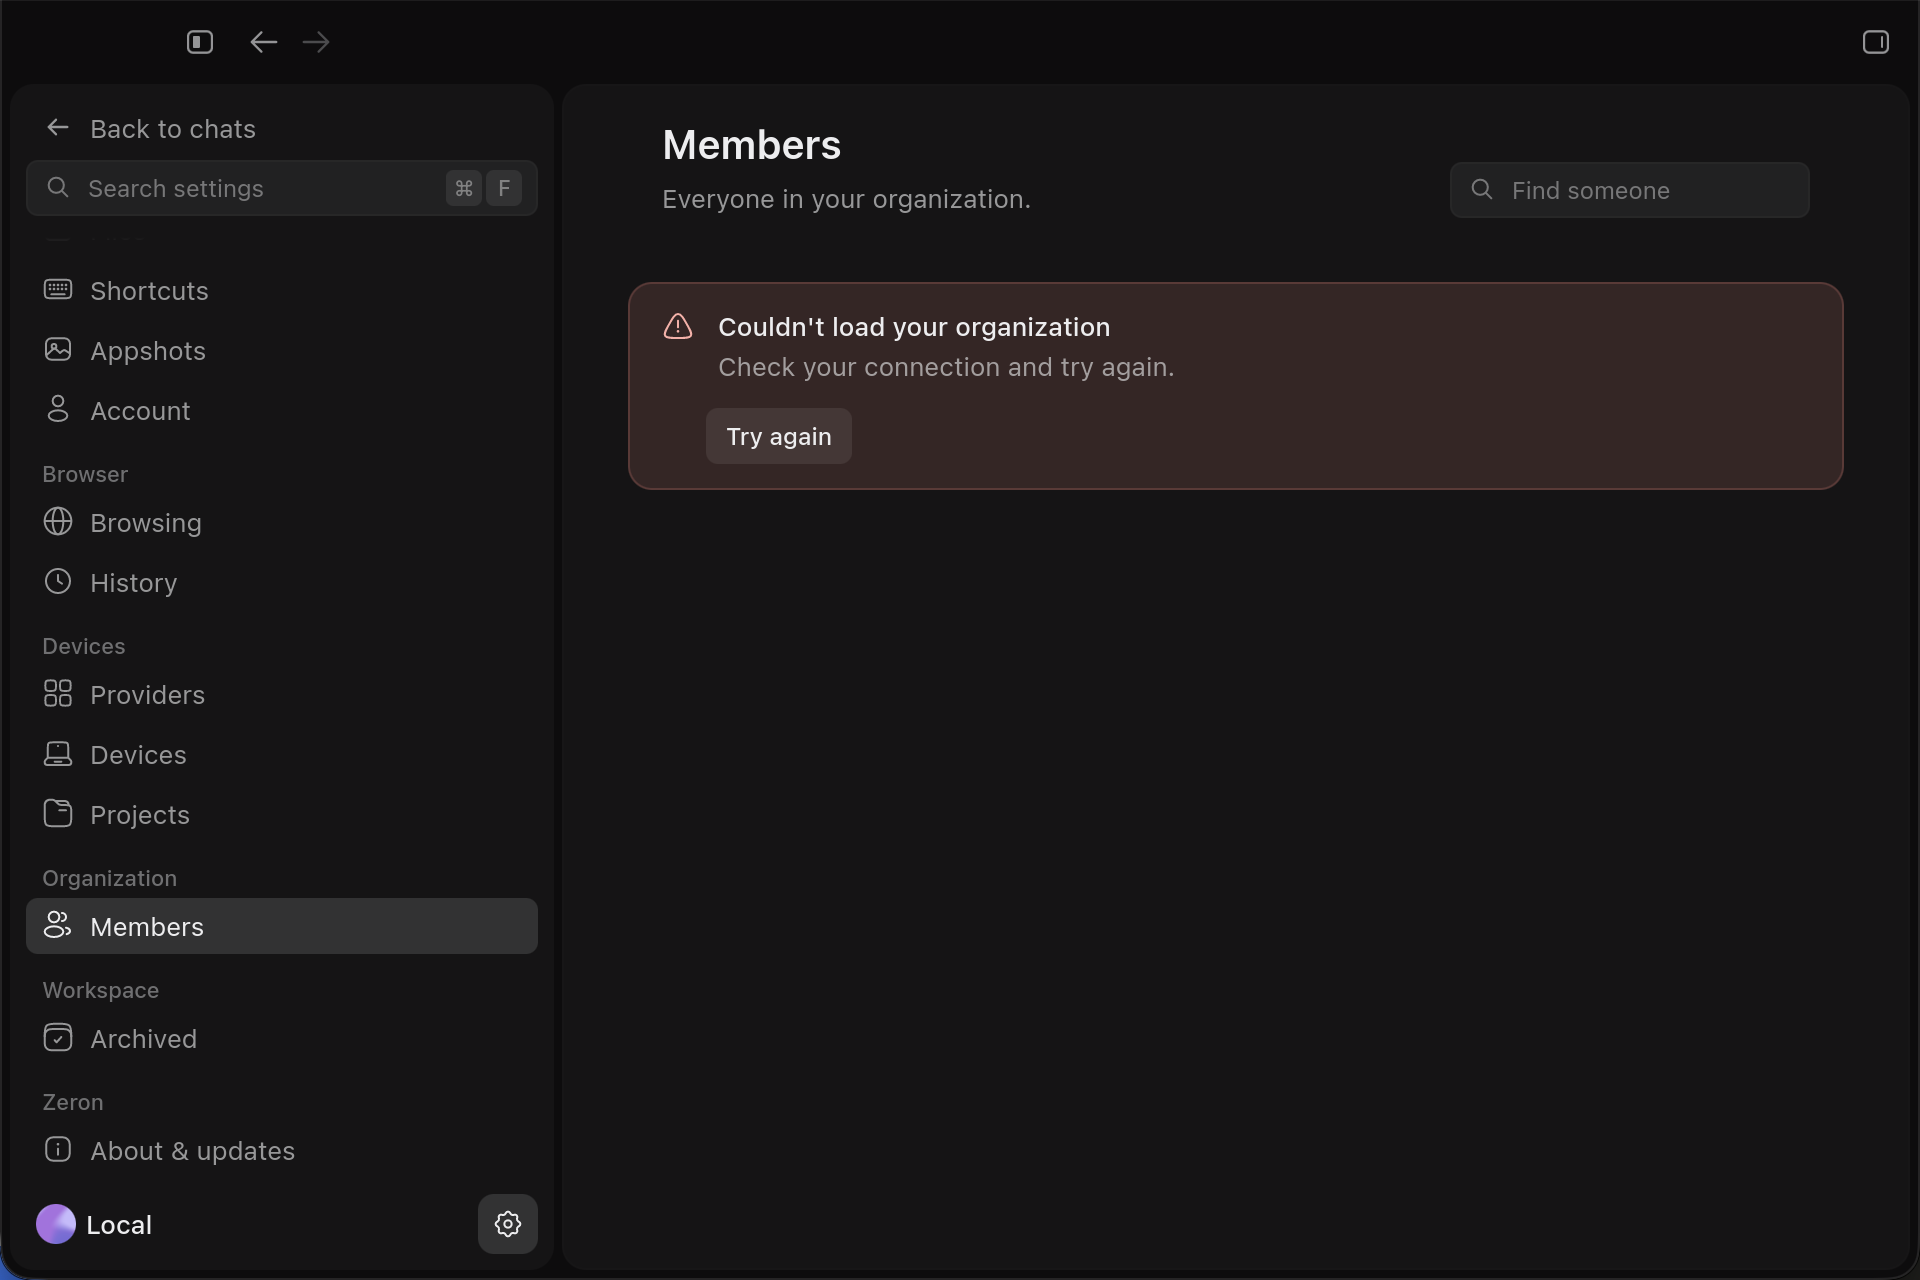 Back to chats
Search settings
⌘ F
Shortcuts
Appshots
Account
Browser
Browsing
History
Devices
Providers
Devices
Projects
Organization
Members
Workspace
Archived
Zeron
About & updates
Local
Members
Everyone in your organization.
Find someone
Couldn't load your organization
Check your connection and try again.
Try again